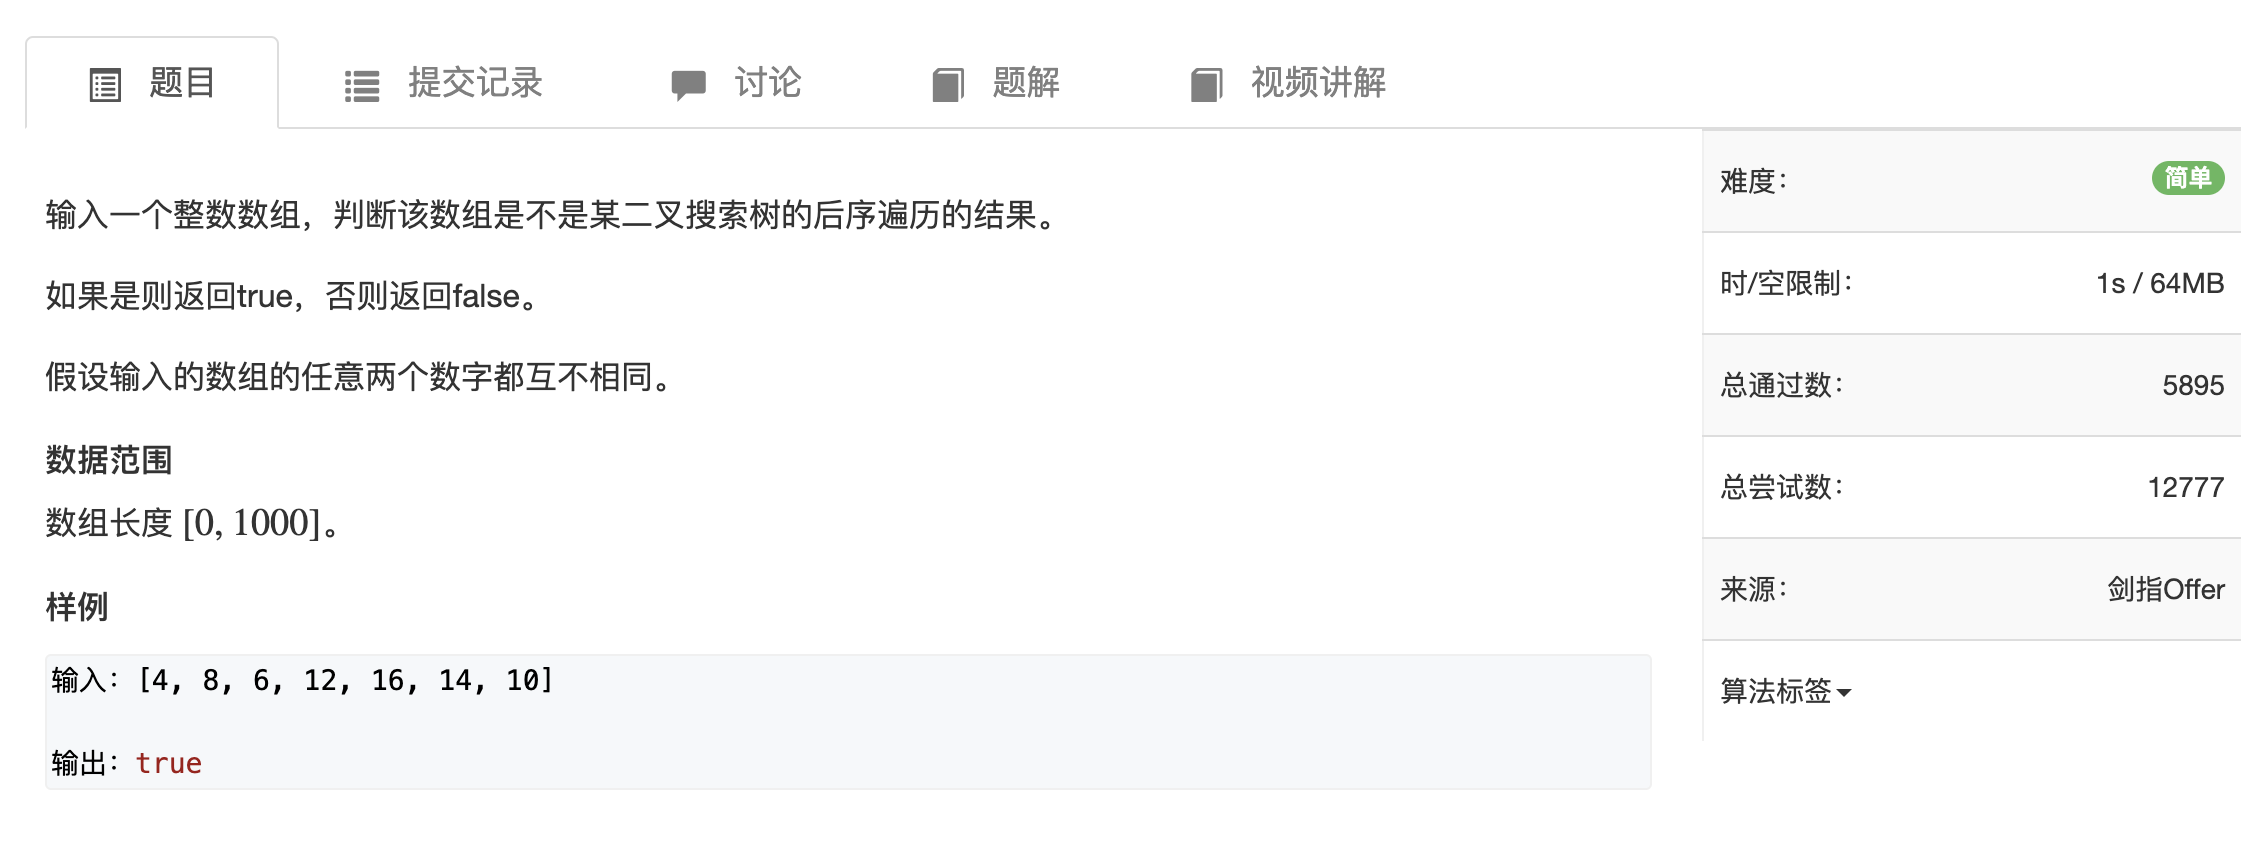 题目
提交记录
讨论
题解
视频讲解
输入一个整数数组，判断该数组是不是某二叉搜索树的后序遍历的结果。
如果是则返回true，否则返回false。
假设输入的数组的任意两个数字都互不相同。
数据范围
数组长度 [0, 1000]。
样例
输入：[4, 8, 6, 12, 16, 14, 10]
输出：true
难度： 简单
时/空限制： 1s / 64MB
总通过数： 5895
总尝试数： 12777
来源： 剑指Offer
算法标签